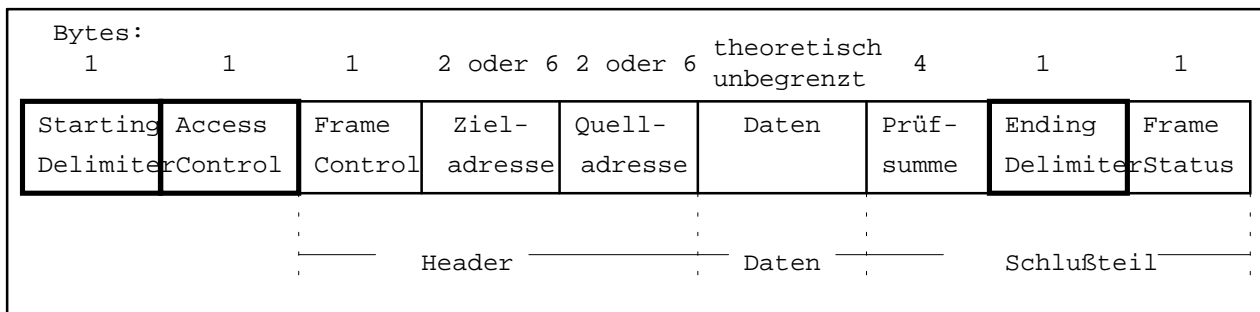 Bytes:
1 1 1 2 oder 6 2 oder 6 theoretisch unbegrenzt 4 1 1
Starting Access Frame Ziel- Quell- Daten Prüf- Ending Frame
Delimiter Control Control adresse adresse summe Delimiter Status
Header Daten Schlußteil